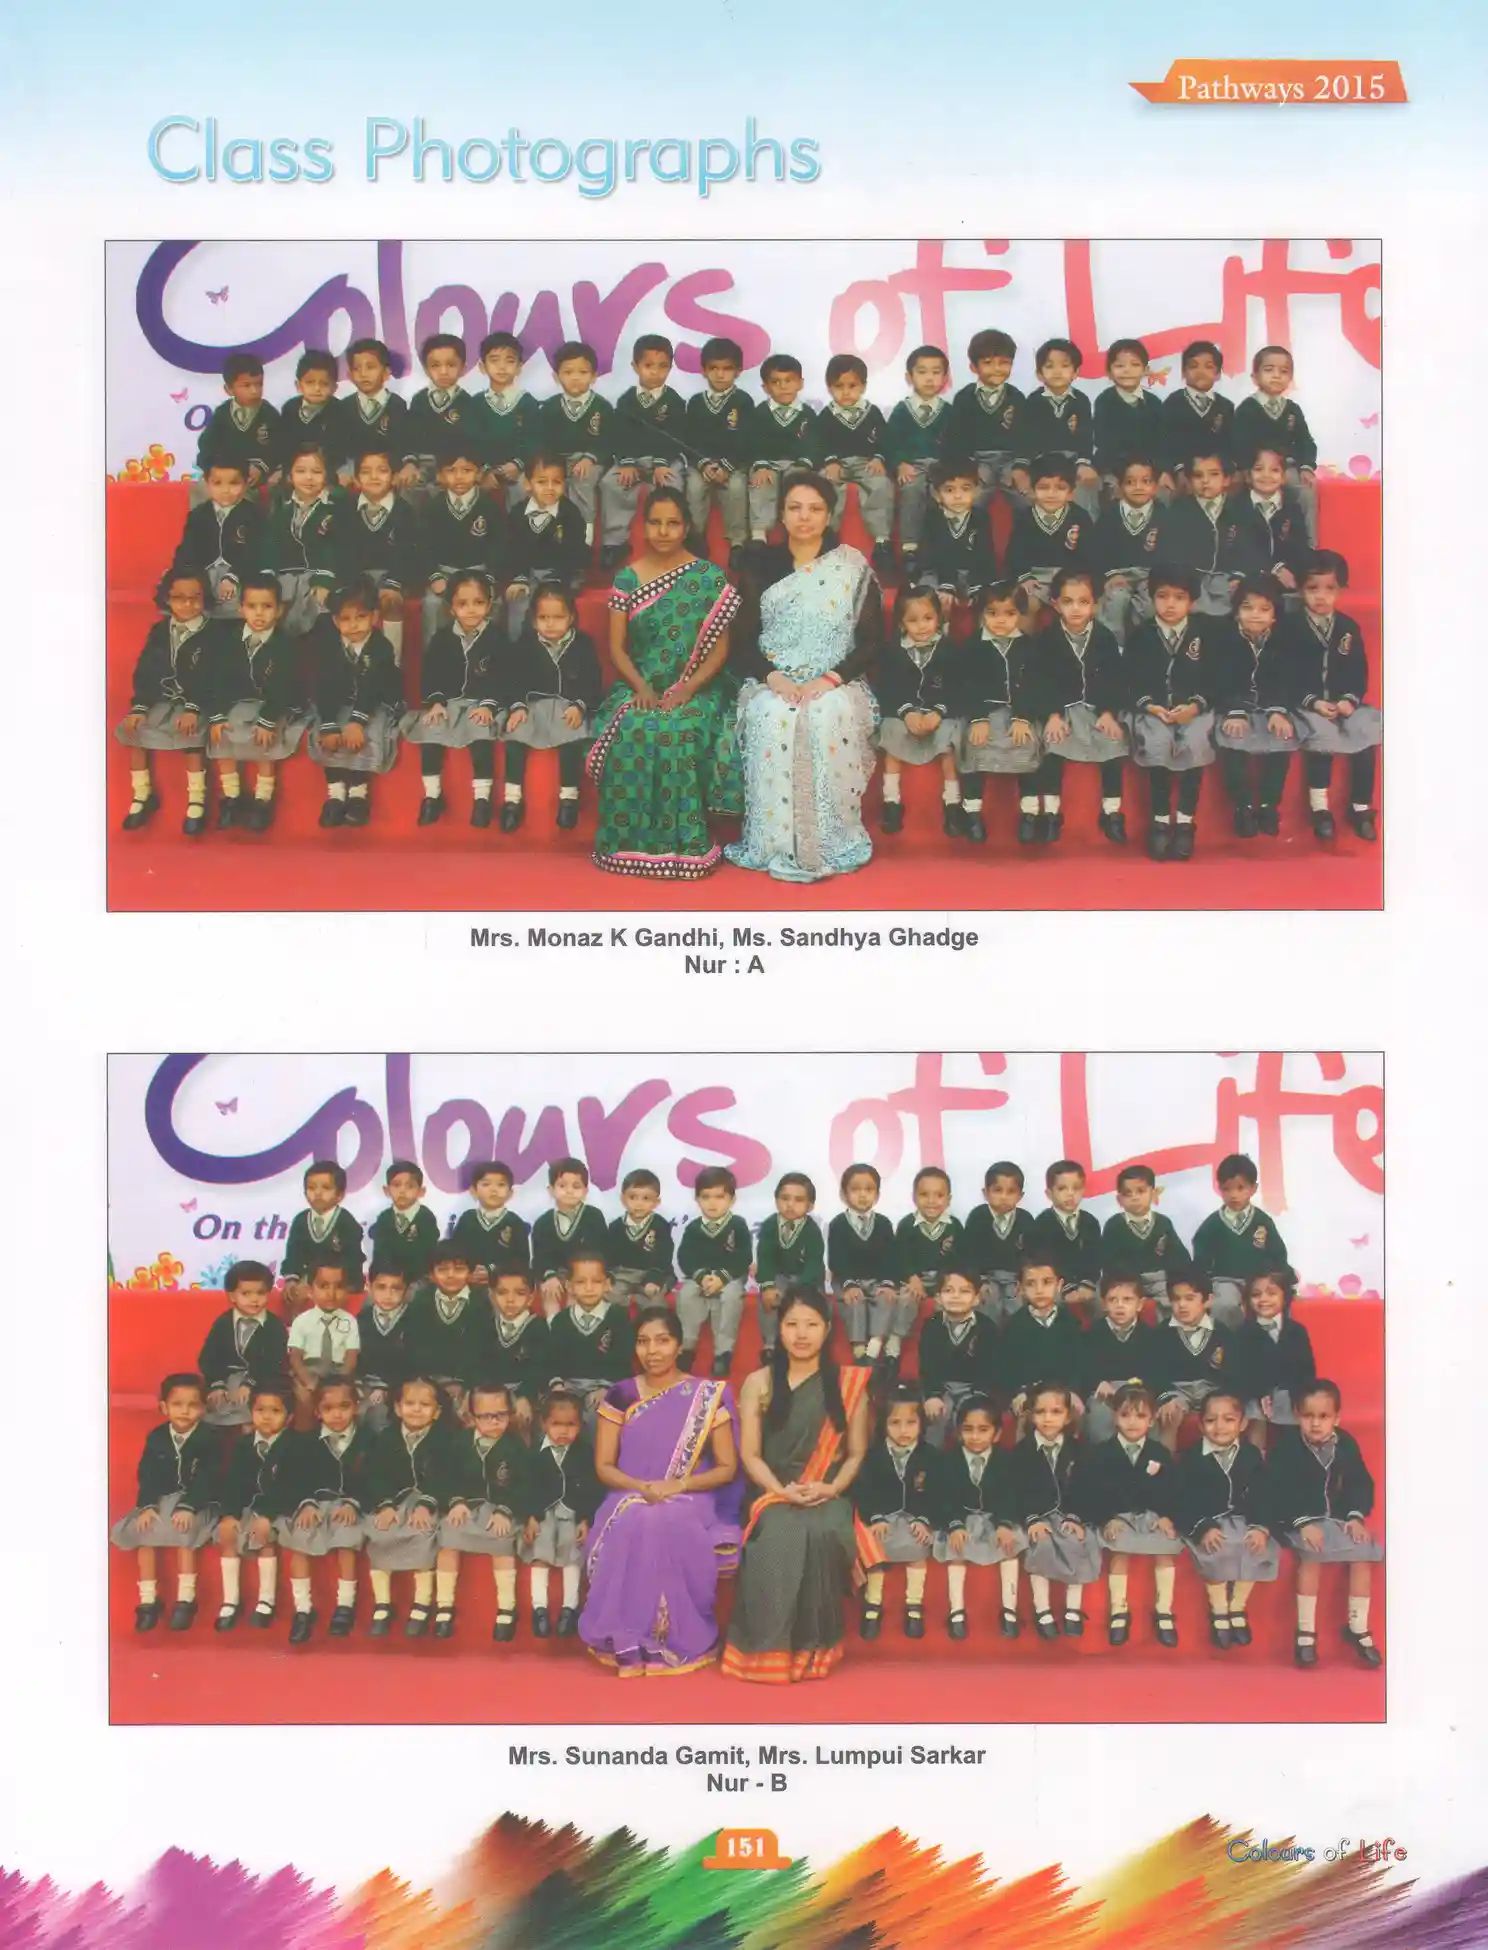 Pathways 2015
Class Photographs
Colours of Life
Mrs. Monaz K Gandhi, Ms. Sandhya Ghadge
Nur : A
Colours of Life
On th
Mrs. Sunanda Gamit, Mrs. Lumpui Sarkar
Nur - B
151
Colours of Life